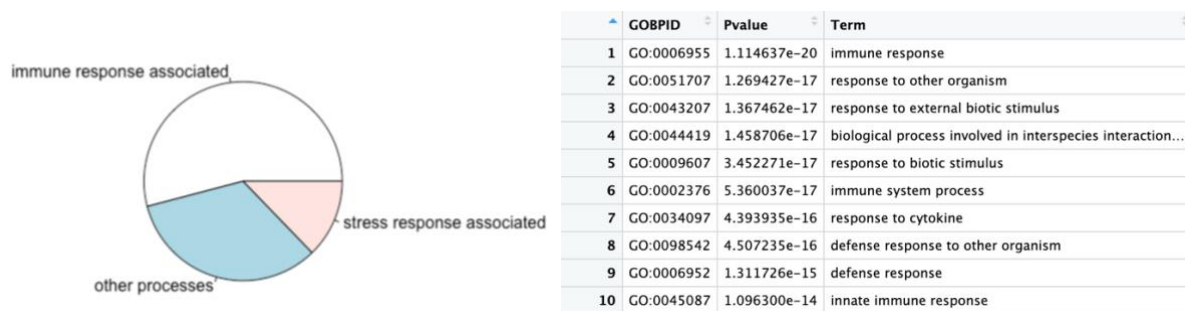 immune response associated
stress response associated
other processes
GOBPID Pvalue Term
1 GO:0006955 1.114637e-20 immune response
2 GO:0051707 1.269427e-17 response to other organism
3 GO:0043207 1.367462e-17 response to external biotic stimulus
4 GO:0044419 1.458706e-17 biological process involved in interspecies interaction...
5 GO:0009607 3.452271e-17 response to biotic stimulus
6 GO:0002376 5.360037e-17 immune system process
7 GO:0034097 4.393935e-16 response to cytokine
8 GO:0098542 4.507235e-16 defense response to other organism
9 GO:0006952 1.311726e-15 defense response
10 GO:0045087 1.096300e-14 innate immune response